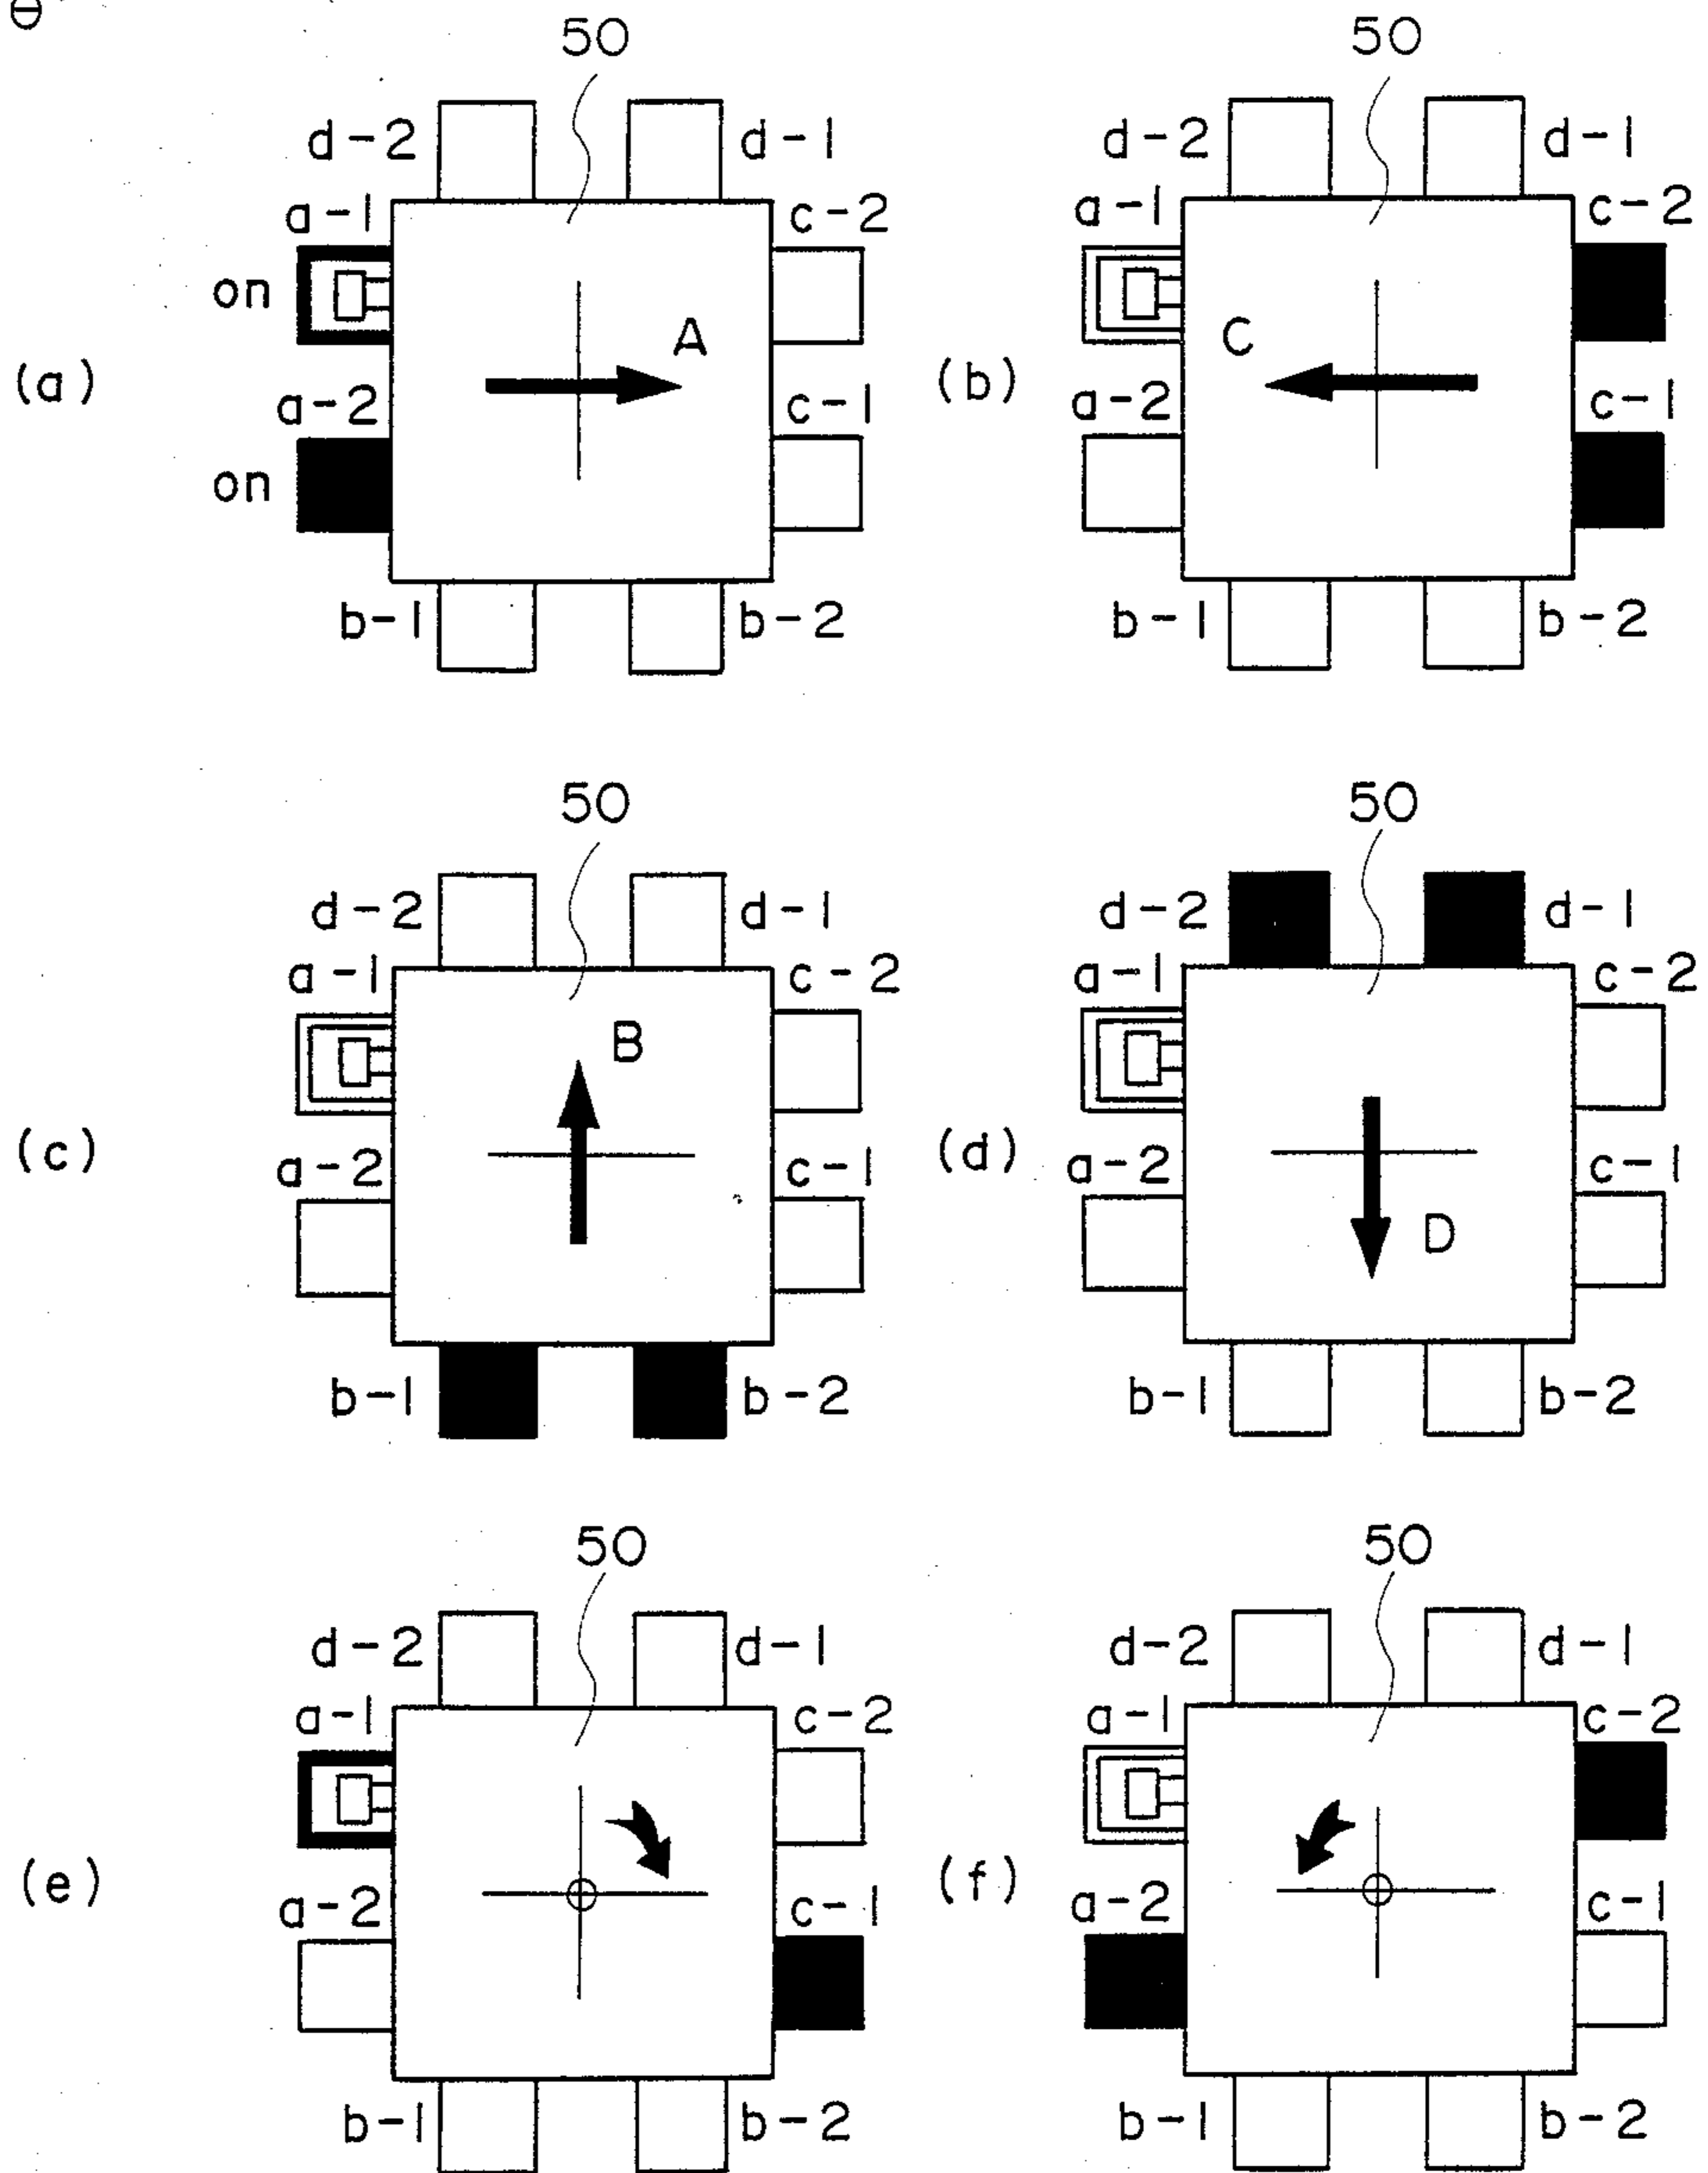 50 50
d-2 d-1 d-2 d-1
a-1 c-2 a-1 c-2
on
A C
(a) (b)
a-2 c-1 a-2 c-1
on
b-1 b-2 b-1 b-2
50 50
d-2 d-1 d-2 d-1
a-1 c-2 a-1 c-2
B
(c) (d)
a-2 c-1 a-2 c-1
D
b-1 b-2 b-1 b-2
50 50
d-2 d-1 d-2 d-1
a-1 c-2 a-1 c-2
(e) (f)
a-2 c-1 a-2 c-1
b-1 b-2 b-1 b-2